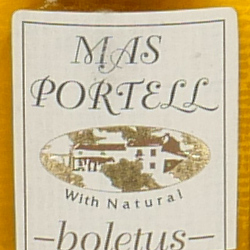 MAS
PORTELL
With Natural
–boletus–